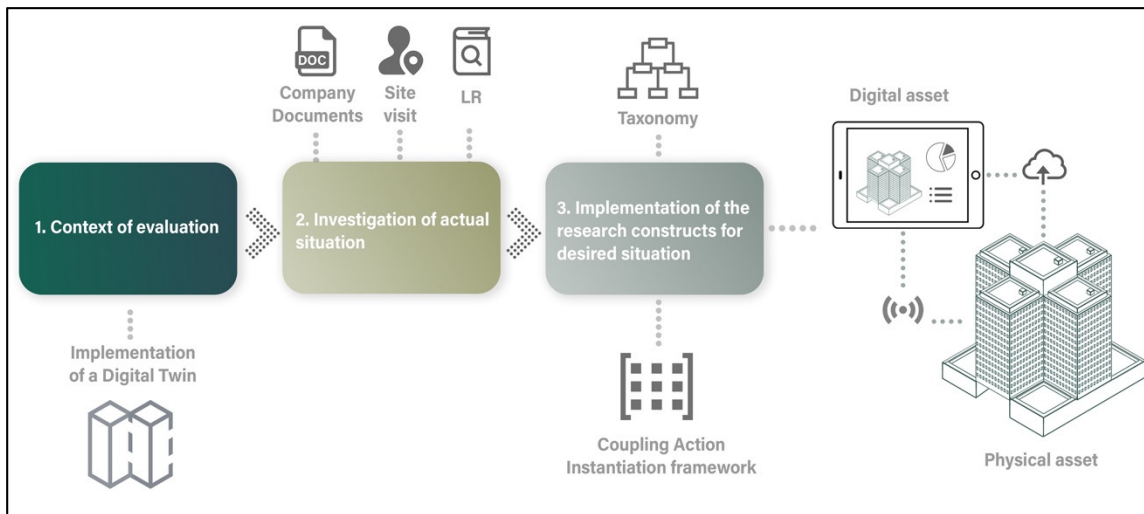 DOC
Company
Documents
Site
visit
LR
Taxonomy
Digital asset
1. Context of evaluation
2. Investigation of actual
situation
3. Implementation of the
research constructs for
desired situation
Implementation
of a Digital Twin
Coupling Action
Instantiation framework
Physical asset